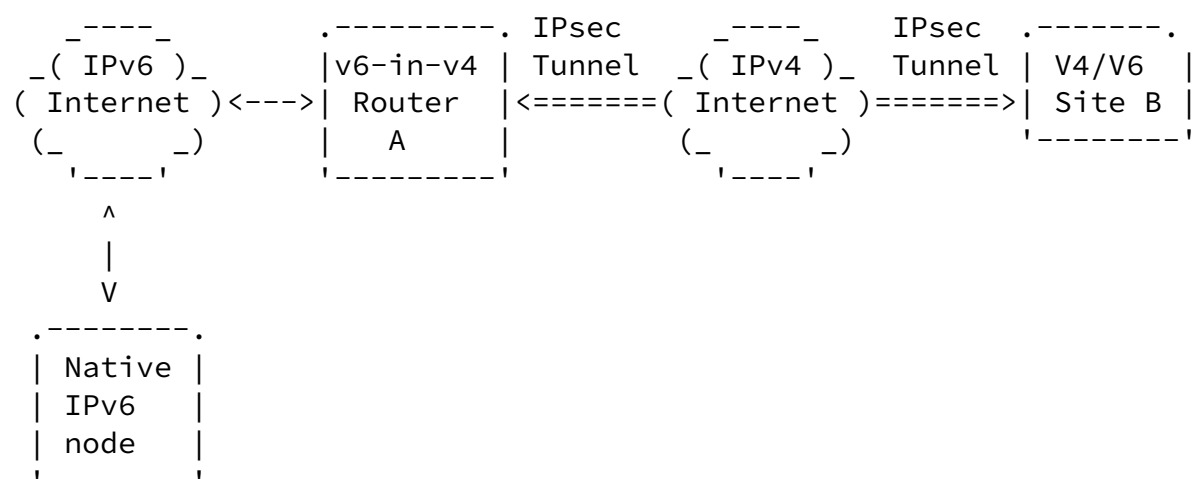 _----_          .---------. IPsec      _----_     IPsec  .-------.
 _( IPv6 )_        |v6-in-v4 | Tunnel  _( IPv4 )_  Tunnel | V4/V6  |
( Internet )<--->| Router  |<=======( Internet )=======>| Site B |
 (_      _)       |   A     |         (_      _)         '--------'
   '----'          '---------'           '----'
     ^
     |
     V
 .--------.
 | Native |
 | IPv6   |
 | node   |
 '        '